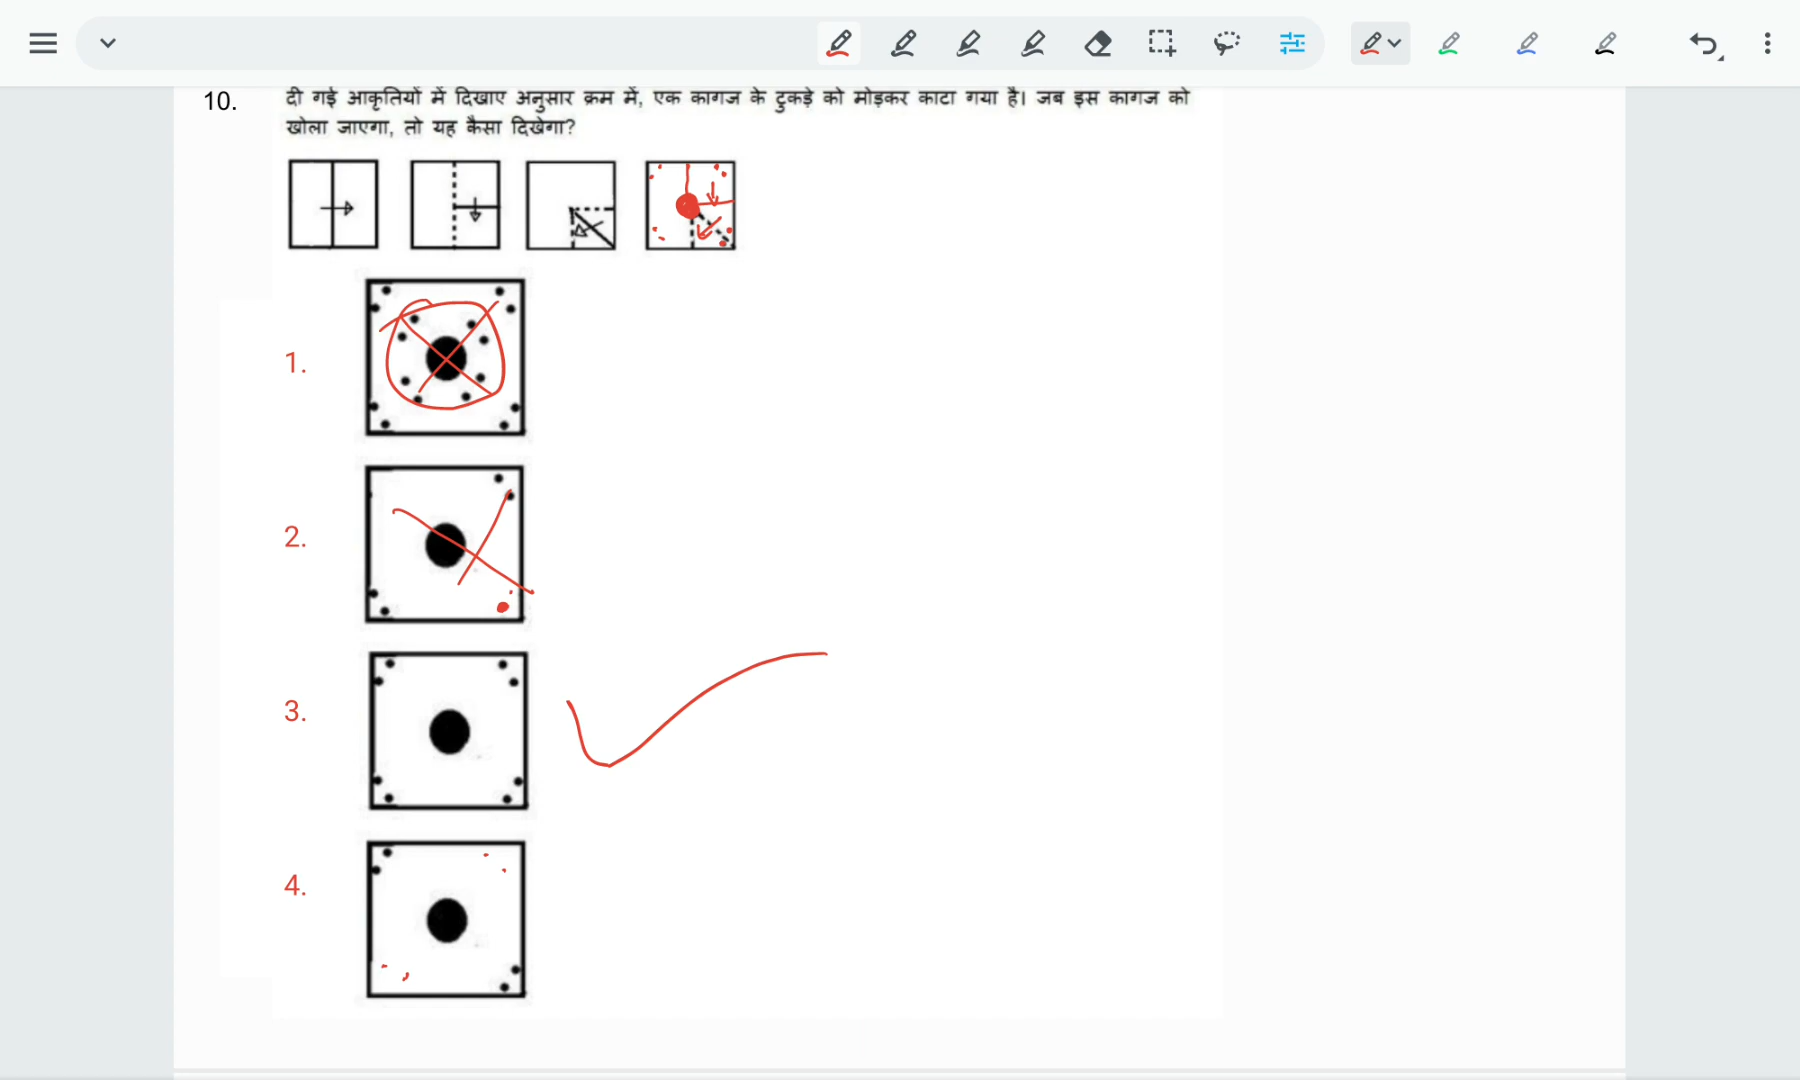 10.
दी गई आकृतियों में दिखाए अनुसार क्रम में, एक कागज के टुकड़े को मोड़कर काटा गया है। जब इस कागज को
खोला जाएगा, तो यह कैसा दिखेगा?
1.
2.
3.
4.